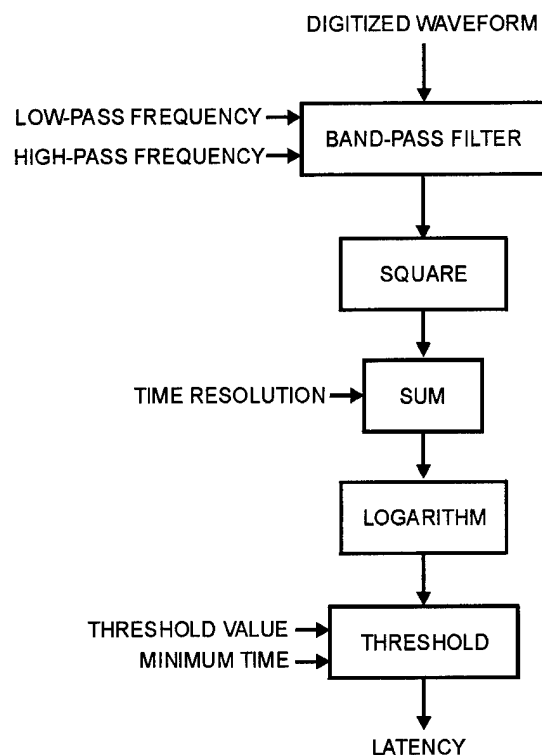 DIGITIZED WAVEFORM
LOW-PASS FREQUENCY
HIGH-PASS FREQUENCY
BAND-PASS FILTER
SQUARE
TIME RESOLUTION
SUM
LOGARITHM
THRESHOLD VALUE
MINIMUM TIME
THRESHOLD
LATENCY